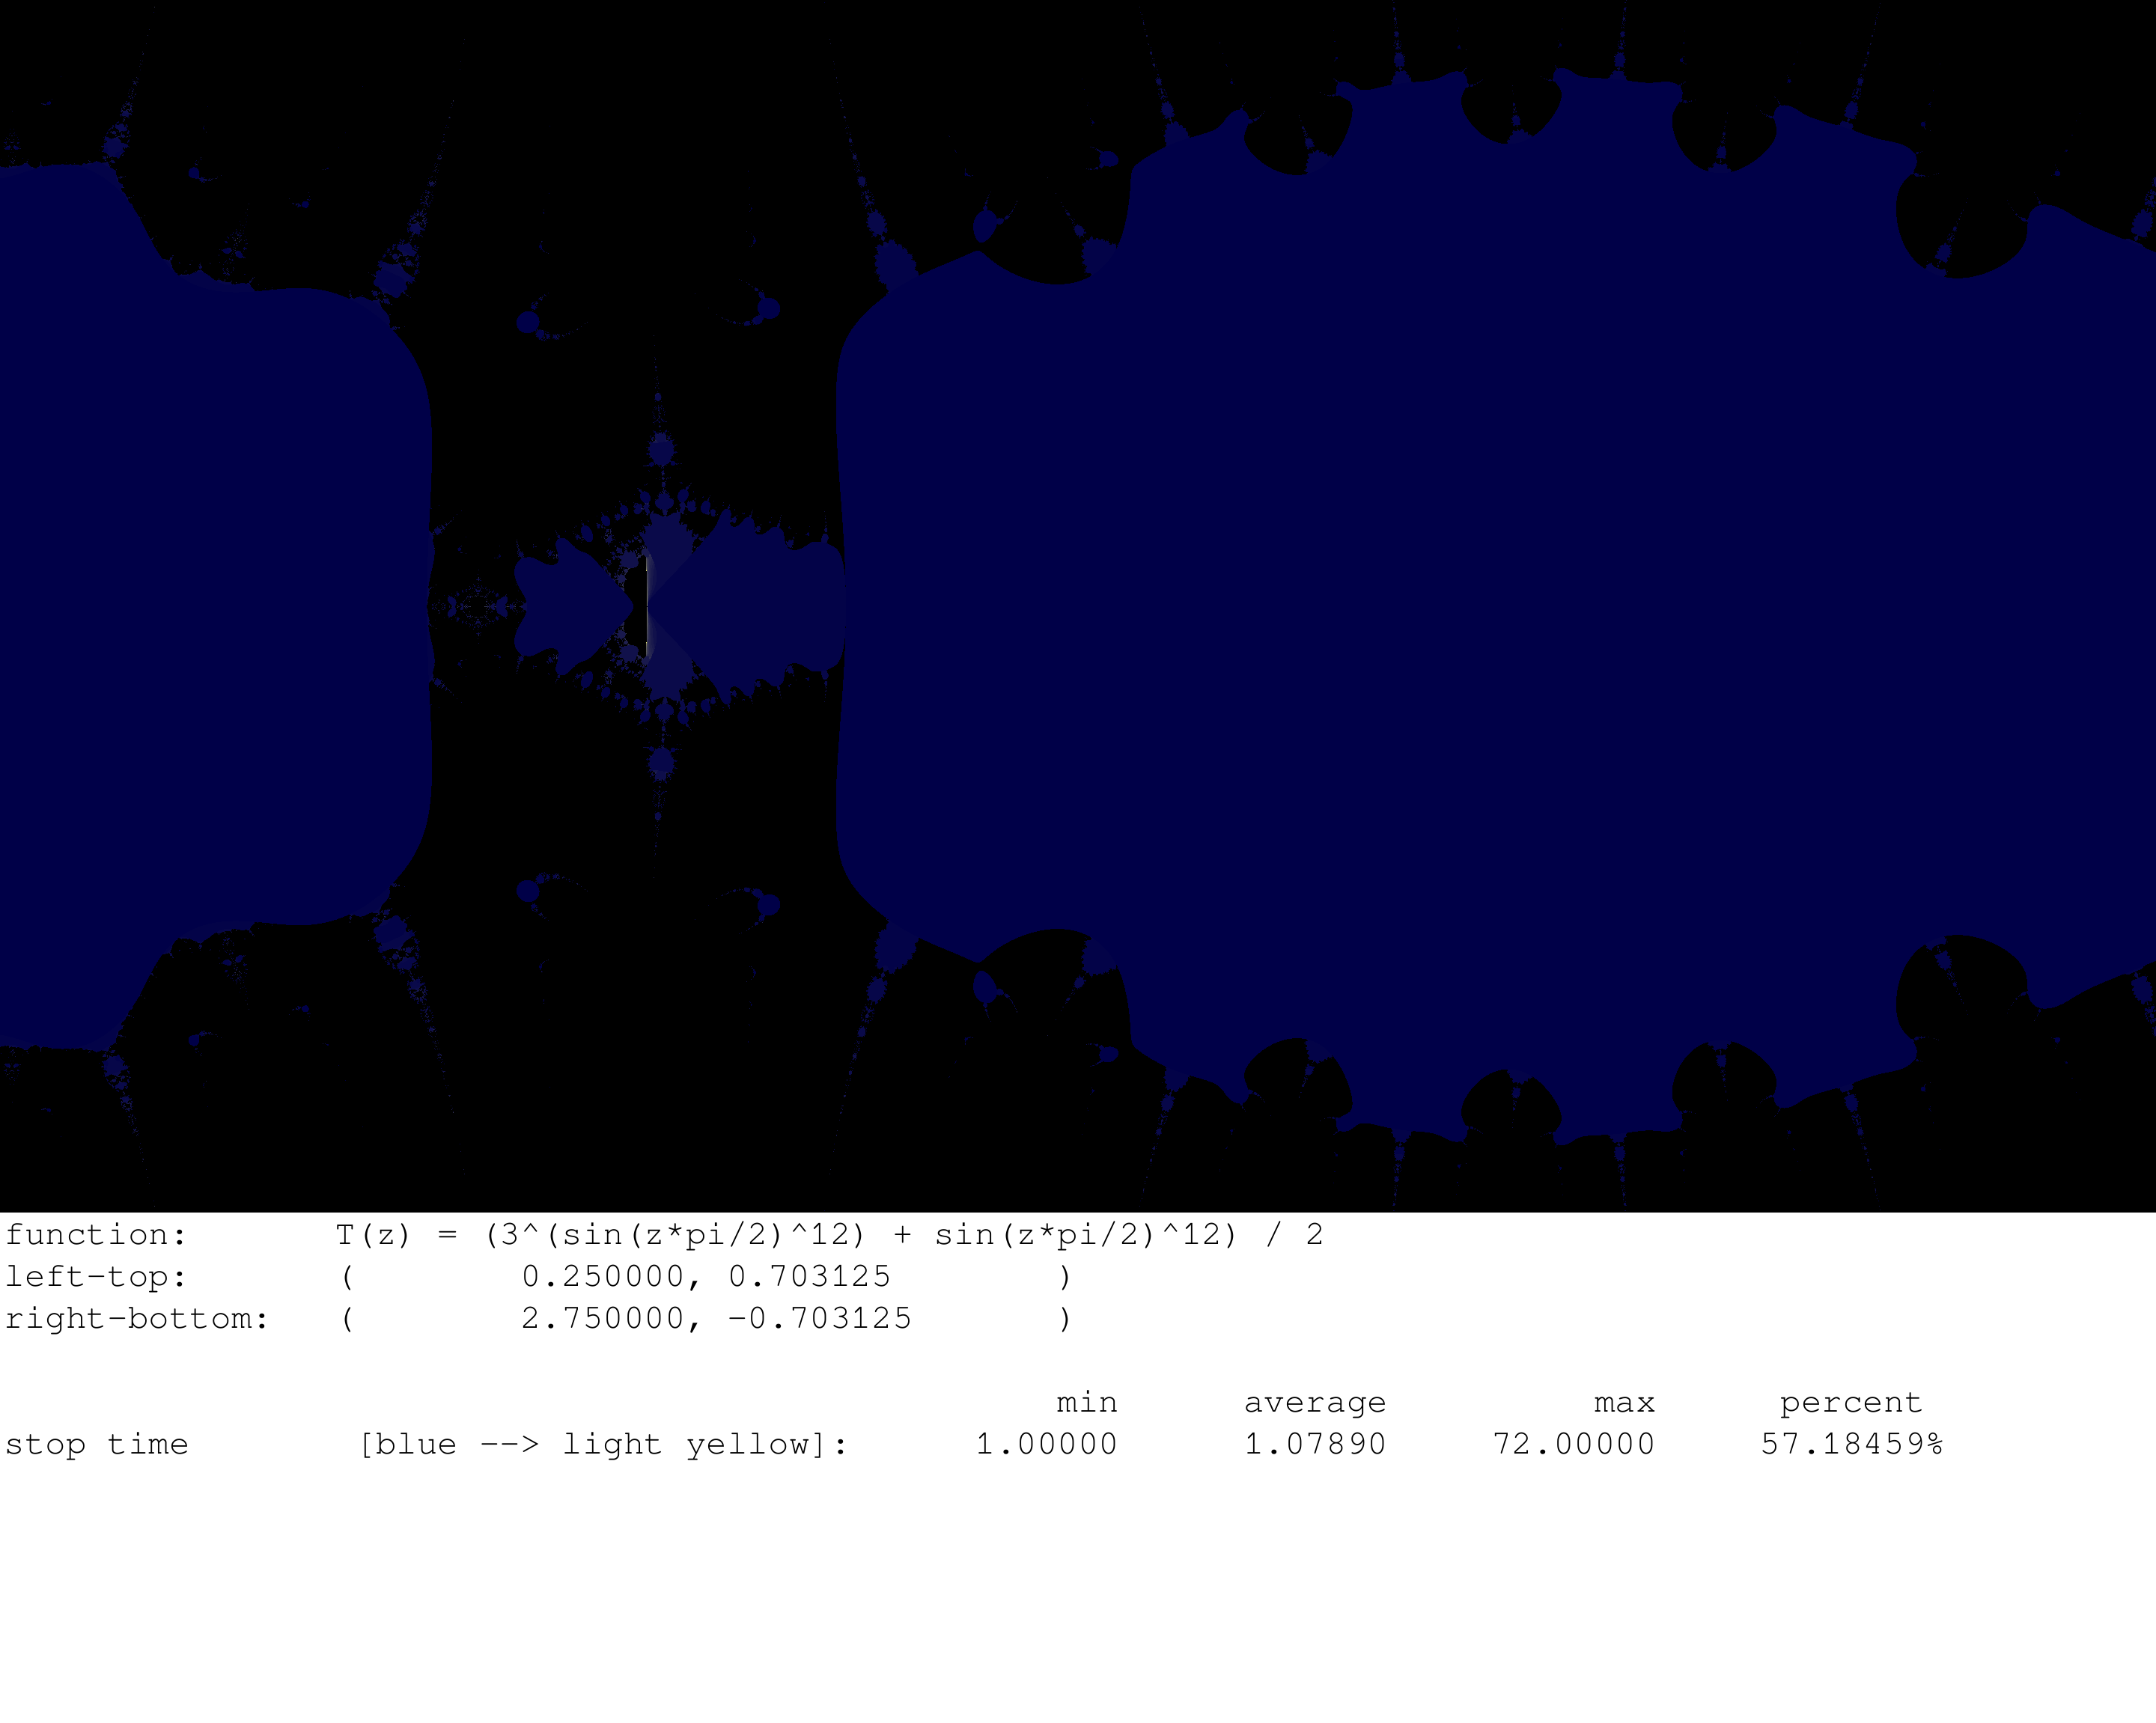 function: T(z) = (3^(sin(z*pi/2)^12) + sin(z*pi/2)^12) / 2
left-top: ( 0.250000, 0.703125 )
right-bottom: ( 2.750000, -0.703125 )
min average max percent
stop time [blue --> light yellow]: 1.00000 1.07890 72.00000 57.18459%